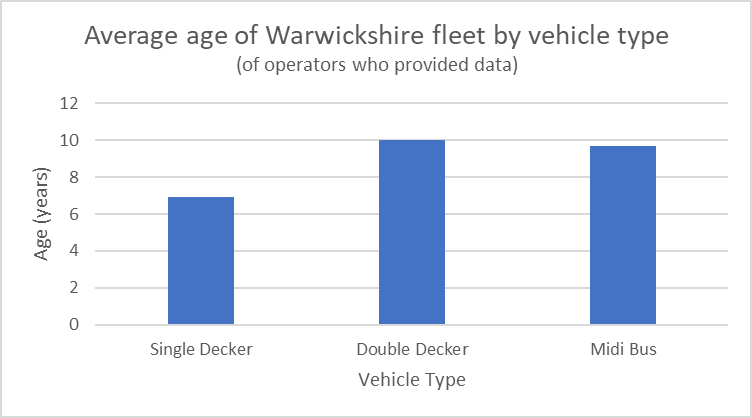 Average age of Warwickshire fleet by vehicle type
(of operators who provided data)
12
10
8
6
4
2
0
Age (years)
Single Decker
Double Decker
Midi Bus
Vehicle Type